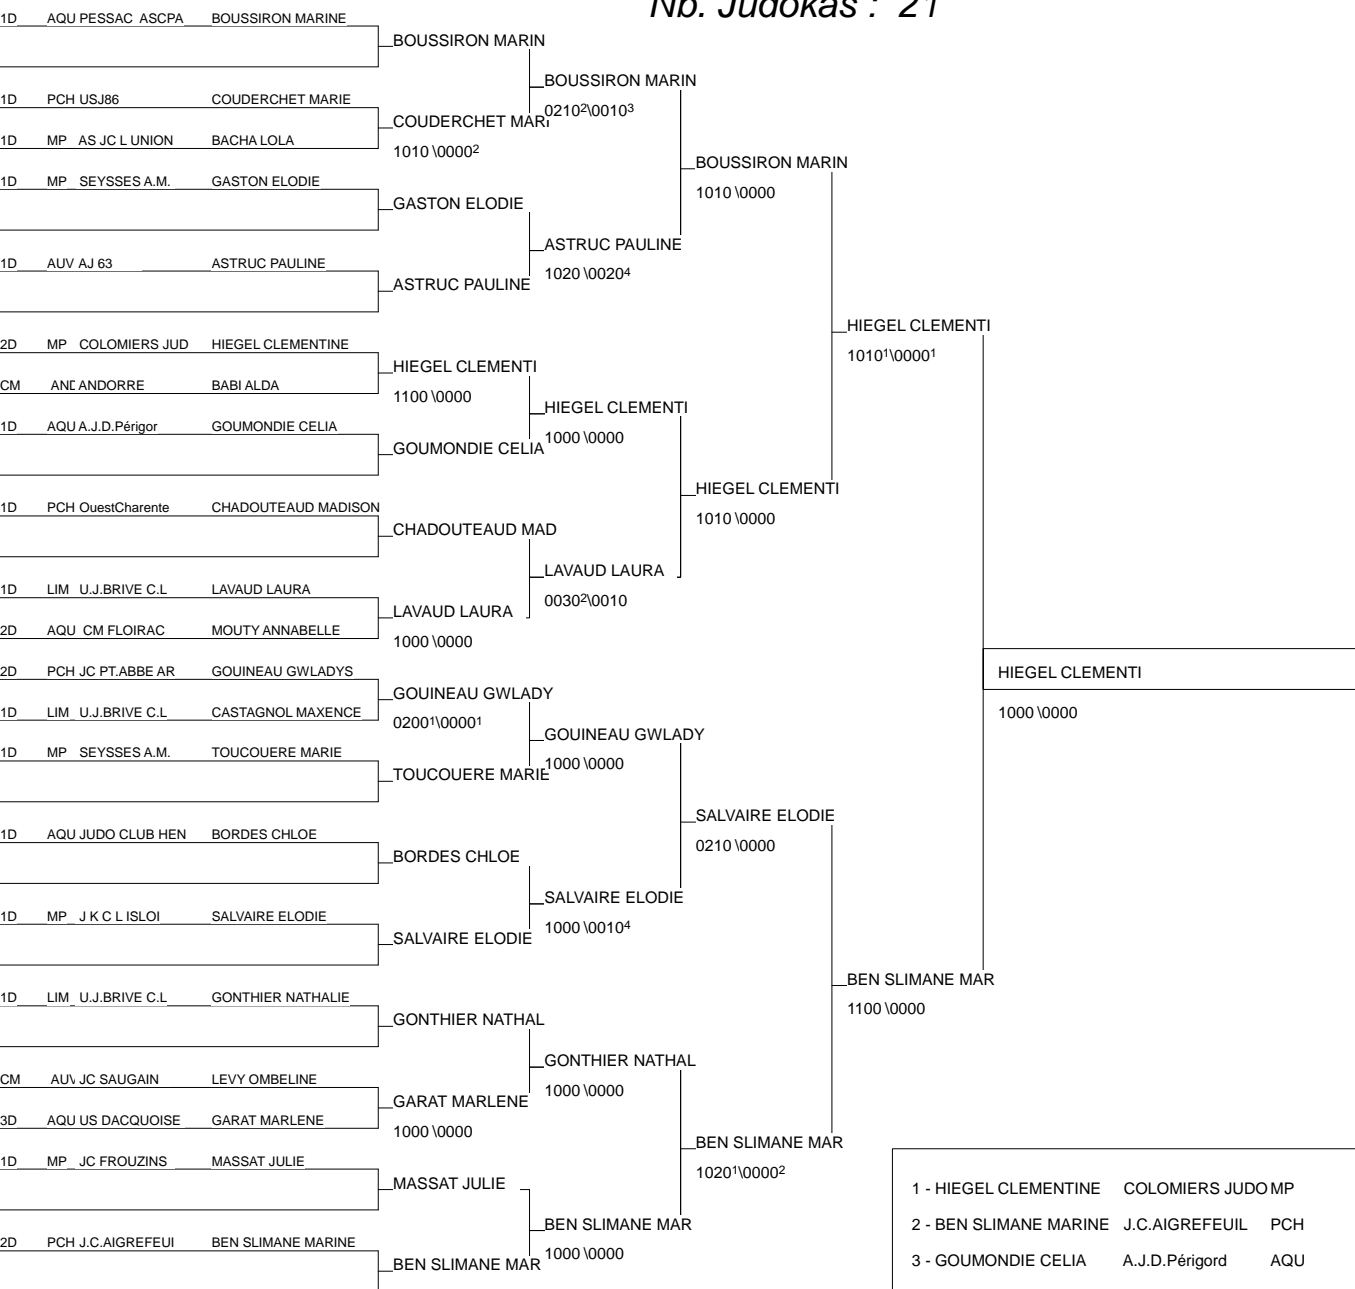 Nb. Judokas : 21
1D AQU PESSAC ASCPA BOUSSIRON MARINE
BOUSSIRON MARIN
BOUSSIRON MARIN
0210²\0010³
1D PCH USJ86 COUDERCHET MARIE
COUDERCHET MARI
1010 \0000²
1D MP AS JC L UNION BACHA LOLA
BOUSSIRON MARIN
1010 \0000
1D MP SEYSSES A.M. GASTON ELODIE
GASTON ELODIE
ASTRUC PAULINE
1020 \0020⁴
1D AUV AJ 63 ASTRUC PAULINE
ASTRUC PAULINE
HIEGEL CLEMENTI
1010¹\0000¹
2D MP COLOMIERS JUD HIEGEL CLEMENTINE
HIEGEL CLEMENTI
1100 \0000
CM AND ANDORRE BABI ALDA
HIEGEL CLEMENTI
1000 \0000
1D AQU A.J.D.Périgor GOUMONDIE CELIA
GOUMONDIE CELIA
HIEGEL CLEMENTI
1010 \0000
1D PCH OuestCharente CHADOUTEAUD MADISON
CHADOUTEAUD MAD
LAVAUD LAURA
0030²\0010
1D LIM U.J.BRIVE C.L LAVAUD LAURA
LAVAUD LAURA
1000 \0000
2D AQU CM FLOIRAC MOUTY ANNABELLE
HIEGEL CLEMENTI
1000 \0000
2D PCH JC PT.ABBE AR GOUINEAU GWLADYS
GOUINEAU GWLADY
0200¹\0000¹
1D LIM U.J.BRIVE C.L CASTAGNOL MAXENCE
GOUINEAU GWLADY
1000 \0000
1D MP SEYSSES A.M. TOUCOUERE MARIE
TOUCOUERE MARIE
SALVAIRE ELODIE
0210 \0000
1D AQU JUDO CLUB HEN BORDES CHLOE
BORDES CHLOE
SALVAIRE ELODIE
1000 \0010⁴
1D MP J K C L ISLOI SALVAIRE ELODIE
SALVAIRE ELODIE
BEN SLIMANE MAR
1100 \0000
1D LIM U.J.BRIVE C.L GONTHIER NATHALIE
GONTHIER NATHAL
GONTHIER NATHAL
1000 \0000
CM AUV JC SAUGAIN LEVY OMBELINE
GARAT MARLENE
1000 \0000
3D AQU US DACQUOISE GARAT MARLENE
BEN SLIMANE MAR
1020¹\0000²
1D MP JC FROUZINS MASSAT JULIE
MASSAT JULIE
BEN SLIMANE MAR
1000 \0000
2D PCH J.C.AIGREFEUI BEN SLIMANE MARINE
BEN SLIMANE MAR
1 - HIEGEL CLEMENTINE COLOMIERS JUDO MP
2 - BEN SLIMANE MARINE J.C.AIGREFEUIL PCH
3 - GOUMONDIE CELIA A.J.D.Périgord AQU